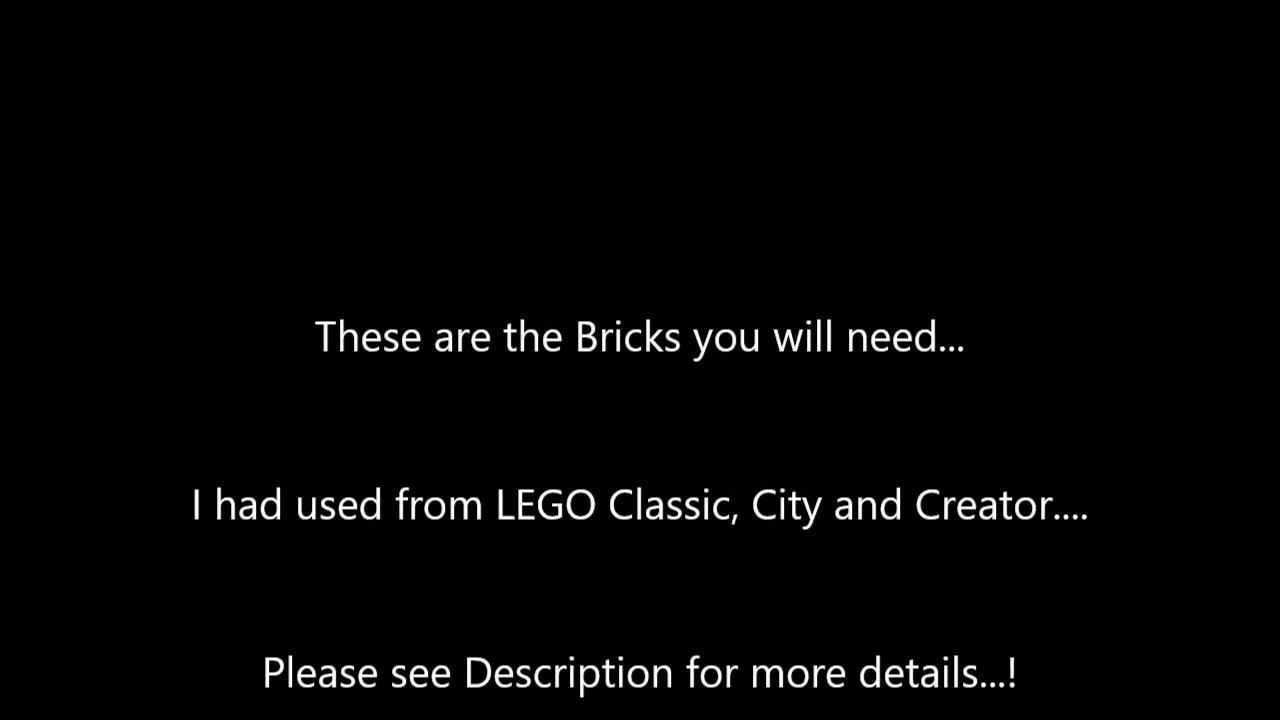 These are the Bricks you will need...
I had used from LEGO Classic, City and Creator....
Please see Description for more details...!